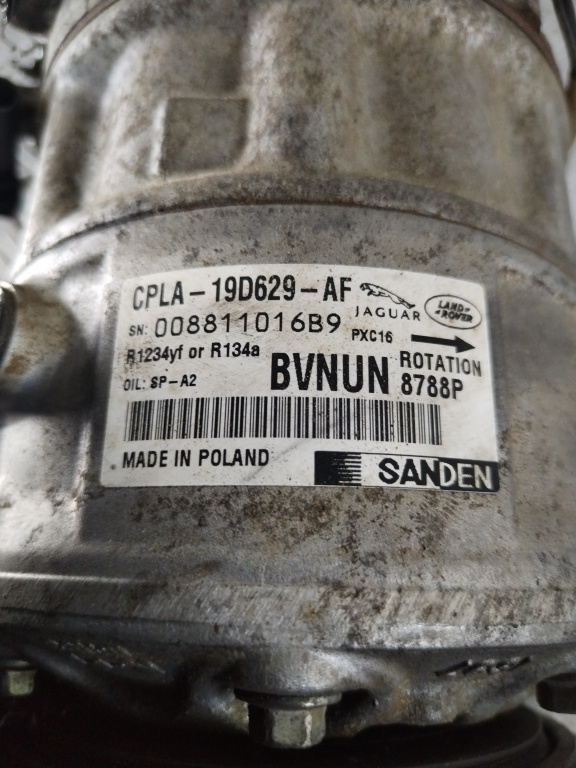 CPLA-19D629-AF
JAGUAR
LAND ROVER
SN: 008811016B9
PXC16
R1234yf or R134a
ROTATION
OIL: SP-A2
BVNUN
8788P
MADE IN POLAND
SANDEN